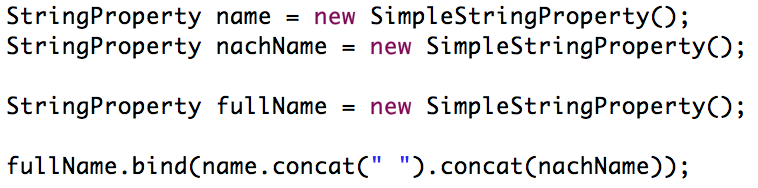 StringProperty name = new SimpleStringProperty();
StringProperty nachName = new SimpleStringProperty();
StringProperty fullName = new SimpleStringProperty();
fullName.bind(name.concat(" ").concat(nachName));